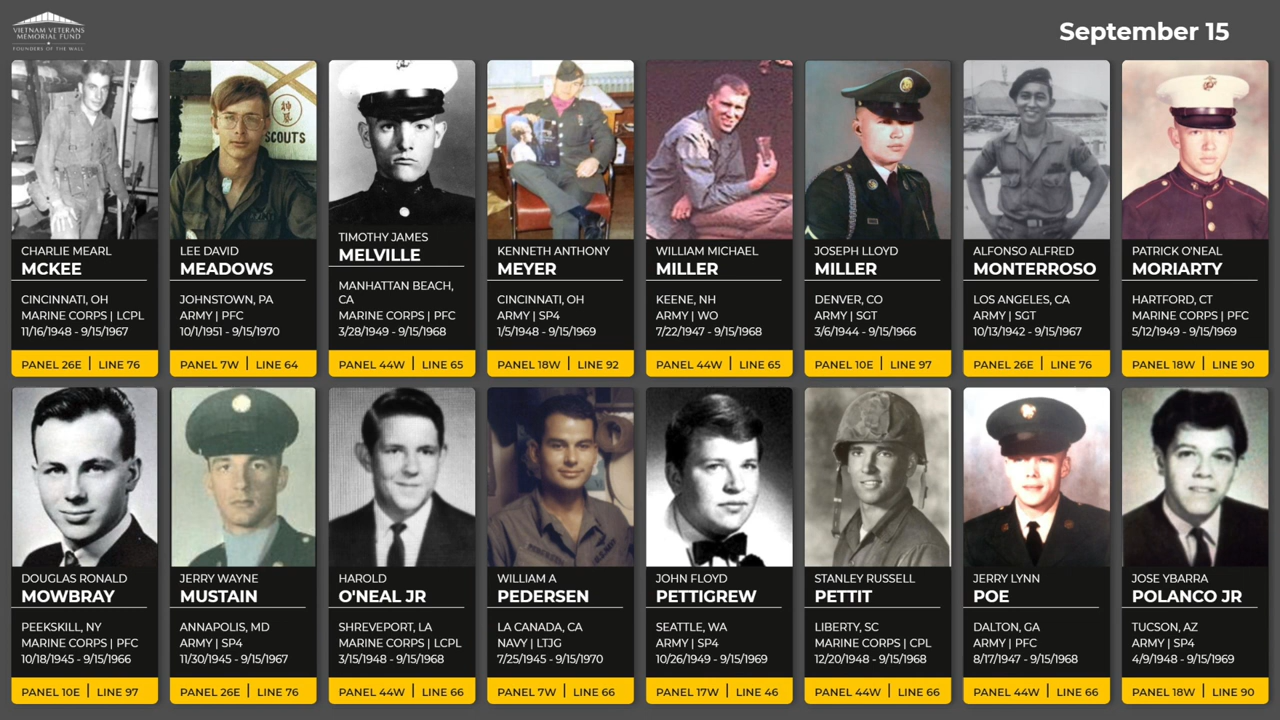 VIETNAM VETERANS
MEMORIAL FUND
FOUNDERS OF THE WALL
September 15
SCOUTS
CHARLIE MEARL
MCKEE
CINCINNATI, OH
MARINE CORPS | LCPL
11/16/1948 - 9/15/1967
PANEL 26E | LINE 76
LEE DAVID
MEADOWS
JOHNSTOWN, PA
ARMY | PFC
10/1/1951 - 9/15/1970
PANEL 7W | LINE 64
TIMOTHY JAMES
MELVILLE
MANHATTAN BEACH,
CA
MARINE CORPS | PFC
3/28/1949 - 9/15/1968
PANEL 44W | LINE 65
KENNETH ANTHONY
MEYER
CINCINNATI, OH
ARMY | SP4
1/5/1948 - 9/15/1969
PANEL 18W | LINE 92
WILLIAM MICHAEL
MILLER
KEENE, NH
ARMY | WO
7/22/1947 - 9/15/1968
PANEL 44W | LINE 65
JOSEPH LLOYD
MILLER
DENVER, CO
ARMY | SGT
3/6/1944 - 9/15/1966
PANEL 10E | LINE 97
ALFONSO ALFRED
MONTERROSO
LOS ANGELES, CA
ARMY | SGT
10/13/1942 - 9/15/1967
PANEL 26E | LINE 76
PATRICK O'NEAL
MORIARTY
HARTFORD, CT
MARINE CORPS | PFC
5/12/1949 - 9/15/1969
PANEL 18W | LINE 90
DOUGLAS RONALD
MOWBRAY
PEEKSKILL, NY
MARINE CORPS | PFC
10/18/1945 - 9/15/1966
PANEL 10E | LINE 97
JERRY WAYNE
MUSTAIN
ANNAPOLIS, MD
ARMY | SP4
11/30/1945 - 9/15/1967
PANEL 26E | LINE 76
HAROLD
O'NEAL JR
SHREVEPORT, LA
MARINE CORPS | LCPL
3/15/1948 - 9/15/1968
PANEL 44W | LINE 66
WILLIAM A
PEDERSEN
LA CANADA, CA
NAVY | LTJG
7/25/1945 - 9/15/1970
PANEL 7W | LINE 66
JOHN FLOYD
PETTIGREW
SEATTLE, WA
ARMY | SP4
10/26/1949 - 9/15/1969
PANEL 17W | LINE 46
STANLEY RUSSELL
PETTIT
LIBERTY, SC
MARINE CORPS | CPL
12/20/1948 - 9/15/1968
PANEL 44W | LINE 66
JERRY LYNN
POE
DALTON, GA
ARMY | PFC
8/17/1947 - 9/15/1968
PANEL 44W | LINE 66
JOSE YBARRA
POLANCO JR
TUCSON, AZ
ARMY | SP4
4/9/1948 - 9/15/1969
PANEL 18W | LINE 90